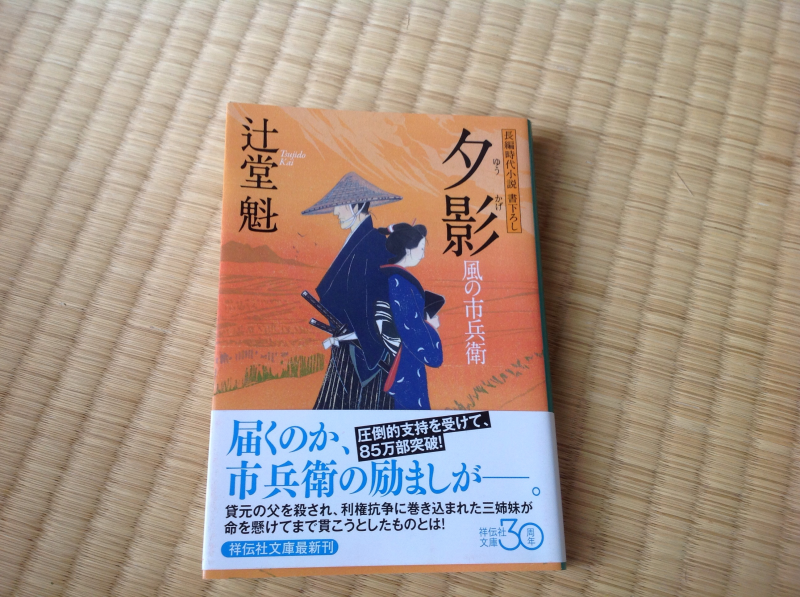 長編時代小説 書下ろし
夕影
ゆう かげ
風の市兵衛
辻堂 魁
Tsujido
Kai
届くのか、
圧倒的支持を受けて、
85万部突破!
市兵衛の励ましが──。
貸元の父を殺され、利権抗争に巻き込まれた三姉妹が
命を懸けてまで貫こうとしたものとは!
祥伝社文庫最新刊
祥伝社
文庫
30
周年